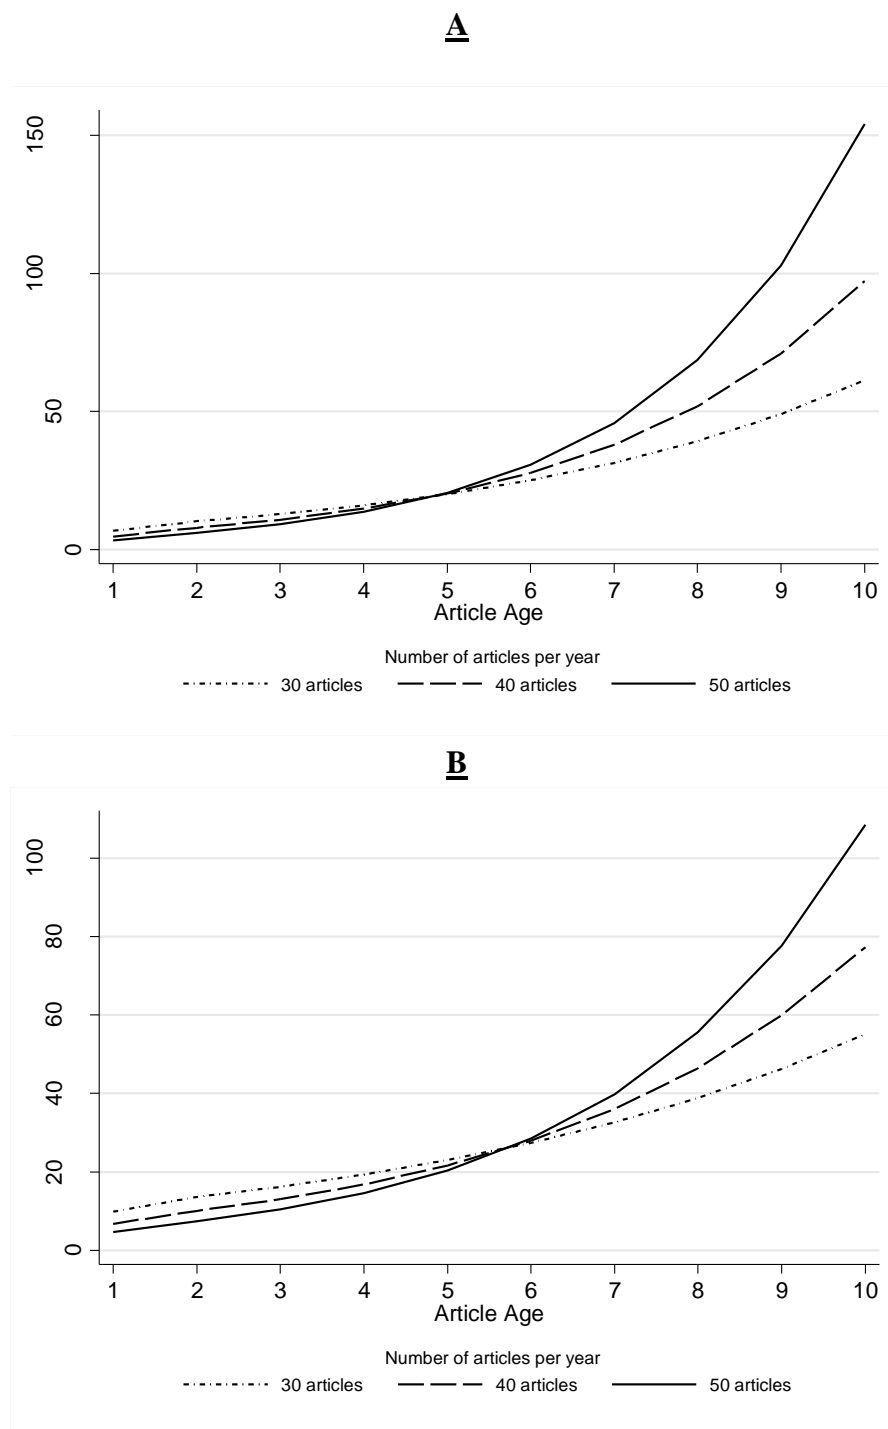 A
150
100
50
0
1 2 3 4 5 6 7 8 9 10
Article Age
Number of articles per year
30 articles 40 articles 50 articles
B
100
80
60
40
20
0
1 2 3 4 5 6 7 8 9 10
Article Age
Number of articles per year
30 articles 40 articles 50 articles